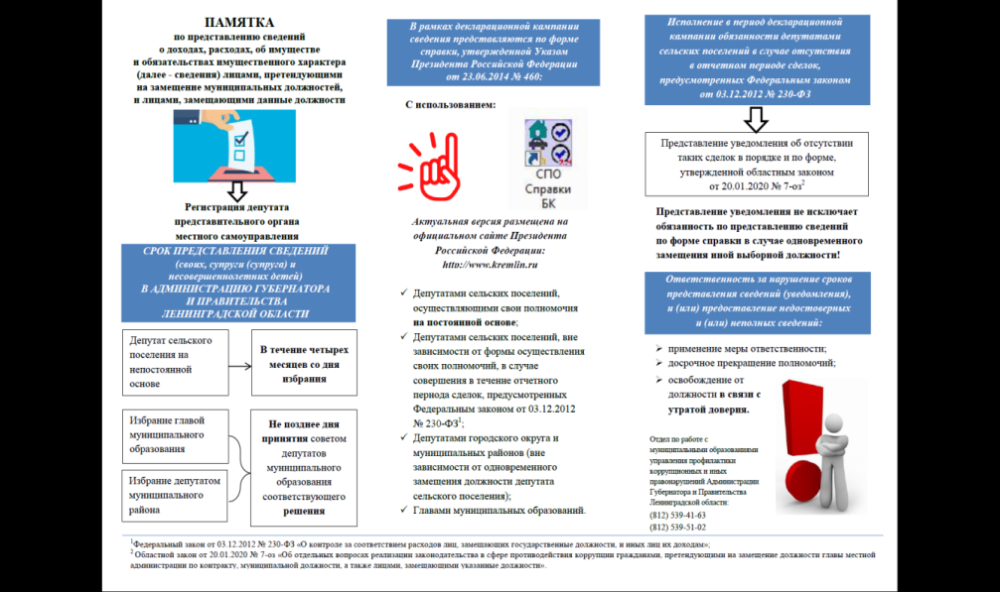 ПАМЯТКА
по представлению сведений
о доходах, расходах, об имуществе
и обязательствах имущественного характера
(далее - сведения) лицами, претендующими
на замещение муниципальных должностей,
и лицами, замещающими данные должности
Регистрация депутата
представительного органа
местного самоуправления
СРОК ПРЕДСТАВЛЕНИЯ СВЕДЕНИЙ
(своих, супруги (супруга) и
несовершеннолетних детей)
В АДМИНИСТРАЦИЮ ГУБЕРНАТОРА
И ПРАВИТЕЛЬСТВА
ЛЕНИНГРАДСКОЙ ОБЛАСТИ
Депутат сельского
поселения на
непостоянной
основе
В течение четырех
месяцев со дня
избрания
Избрание главой
муниципального
образования
Избрание депутатом
муниципального
района
Не позднее дня
принятия советом
депутатов
муниципального
образования
соответствующего
решения
В рамках декларационной кампании
сведения представляются по форме
справки, утвержденной Указом
Президента Российской Федерации
от 23.06.2014 № 460:
С использованием:
СПО
Справки
БК
Актуальная версия размещена на
официальном сайте Президента
Российской Федерации:
http://www.kremlin.ru
✓ Депутатами сельских поселений,
осуществляющими свои полномочия
на постоянной основе;
✓ Депутатами сельских поселений, вне
зависимости от формы осуществления
своих полномочий, в случае
совершения в течение отчетного
периода сделок, предусмотренных
Федеральным законом от 03.12.2012
№ 230-ФЗ¹;
✓ Депутатами городского округа и
муниципальных районов (вне
зависимости от одновременного
замещения должности депутата
сельского поселения);
✓ Главами муниципальных образований.
Исполнение в период декларационной
кампании обязанности депутатами
сельских поселений в случае отсутствия
в отчетном периоде сделок,
предусмотренных Федеральным законом
от 03.12.2012 № 230-ФЗ
Представление уведомления об отсутствии
таких сделок в порядке и по форме,
утвержденной областным законом
от 20.01.2020 № 7-оз²
Представление уведомления не исключает
обязанность по представлению сведений
по форме справки в случае одновременного
замещения иной выборной должности!
Ответственность за нарушение сроков
представления сведений (уведомления),
и (или) предоставление недостоверных
и (или) неполных сведений:
➢ применение меры ответственности;
➢ досрочное прекращение полномочий;
➢ освобождение от
должности в связи с
утратой доверия.
Отдел по работе с
муниципальными образованиями
управления профилактики
коррупционных и иных
правонарушений Администрации
Губернатора и Правительства
Ленинградской области:
(812) 539-41-63
(812) 539-51-02
¹Федеральный закон от 03.12.2012 № 230-ФЗ «О контроле за соответствием расходов лиц, замещающих государственные должности, и иных лиц их доходам»;
² Областной закон от 20.01.2020 № 7-оз «Об отдельных вопросах реализации законодательства в сфере противодействия коррупции гражданами, претендующими на замещение должности главы местной
администрации по контракту, муниципальной должности, а также лицами, замещающими указанные должности».